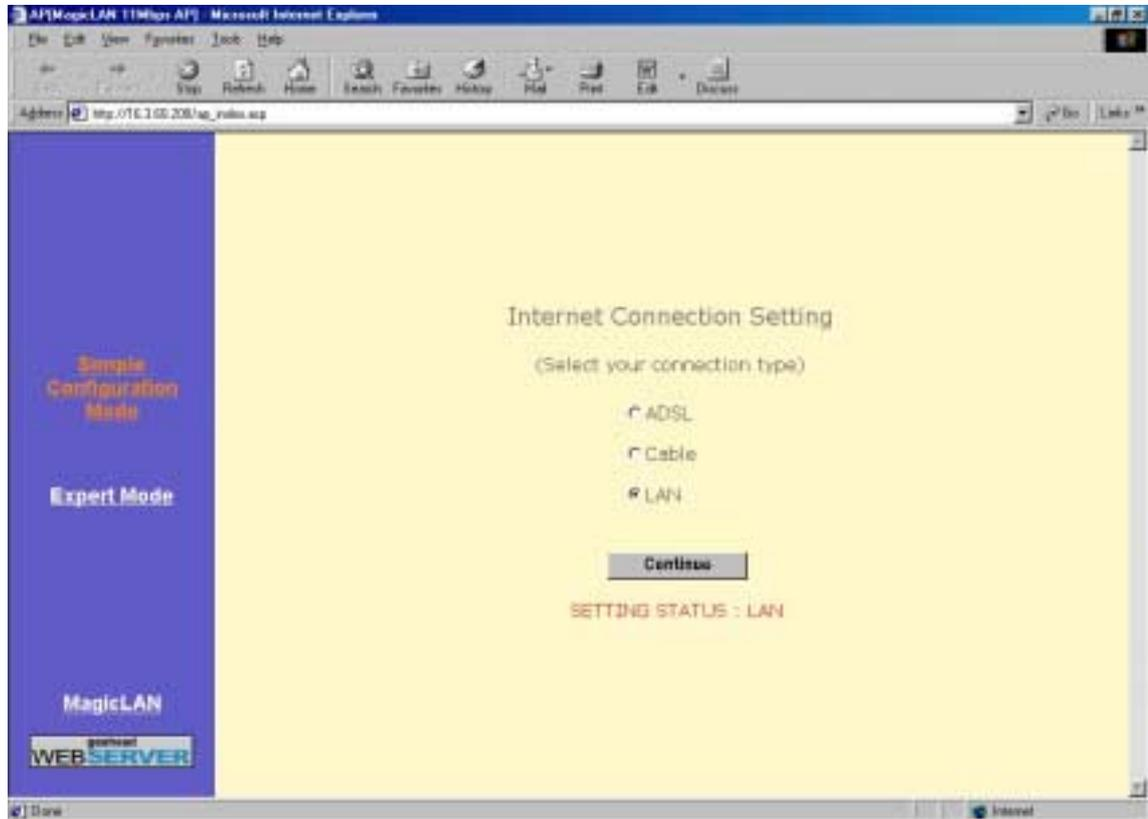 AP[MagicLAN 11Mbps AP] - Microsoft Internet Explorer
File Edit View Favorites Tools Help
Stop Refresh Home Search Favorites History Mail Print Edit Discuss
Address Go Links
Simple
Configuration
Mode
Expert Mode
MagicLAN
WEBSERVER
Internet Connection Setting
(Select your connection type)
ADSL
Cable
LAN
Continue
SETTING STATUS : LAN
Done Internet